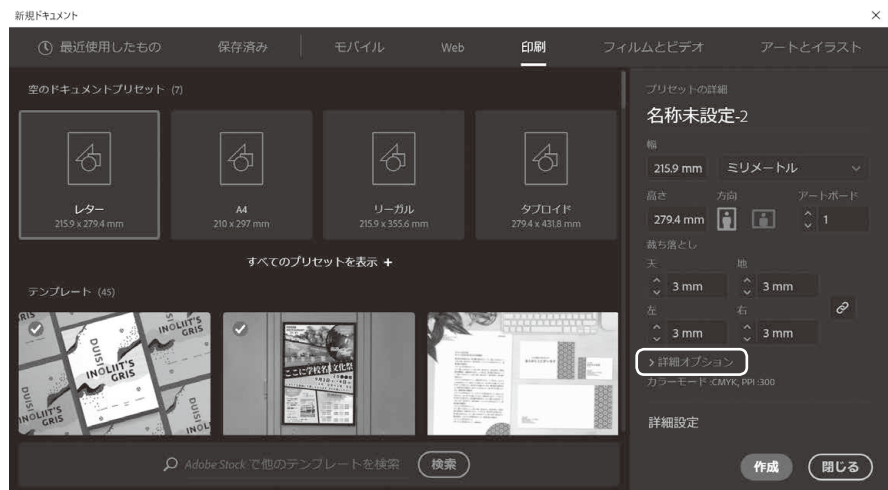 新規ドキュメント
最近使用したもの 保存済み モバイル Web 印刷 フィルムとビデオ アートとイラスト
空のドキュメントプリセット (7)
レター
215.9 x 279.4 mm
A4
210 x 297 mm
リーガル
215.9 x 355.6 mm
タブロイド
279.4 x 431.8 mm
すべてのプリセットを表示 +
テンプレート (45)
DUISI
INOLIIT'S
GRIS
ここに学校名 文化祭
Adobe Stock で他のテンプレートを検索
検索
プリセットの詳細
名称未設定-2
幅
215.9 mm ミリメートル
高さ 方向 アートボード
279.4 mm 1
裁ち落とし
天 地
3 mm 3 mm
左 右
3 mm 3 mm
> 詳細オプション
カラーモード :CMYK, PPI :300
詳細設定
作成 閉じる